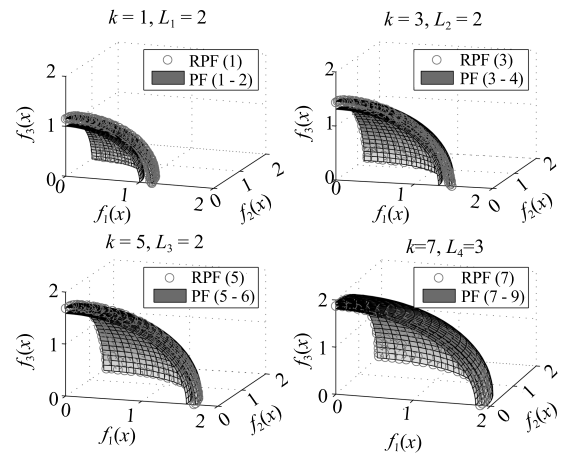 k = 1, L₁ = 2
RPF (1)
PF (1 - 2)
f₃(x)
2
1
0
0
1
2
f₁(x)
0
1
2
f₂(x)
k = 3, L₂ = 2
RPF (3)
PF (3 - 4)
f₃(x)
2
1
0
0
1
2
f₁(x)
0
1
2
f₂(x)
k = 5, L₃ = 2
RPF (5)
PF (5 - 6)
f₃(x)
2
1
0
0
1
2
f₁(x)
0
1
2
f₂(x)
k=7, L₄=3
RPF (7)
PF (7 - 9)
f₃(x)
2
1
0
0
1
2
f₁(x)
0
1
2
f₂(x)